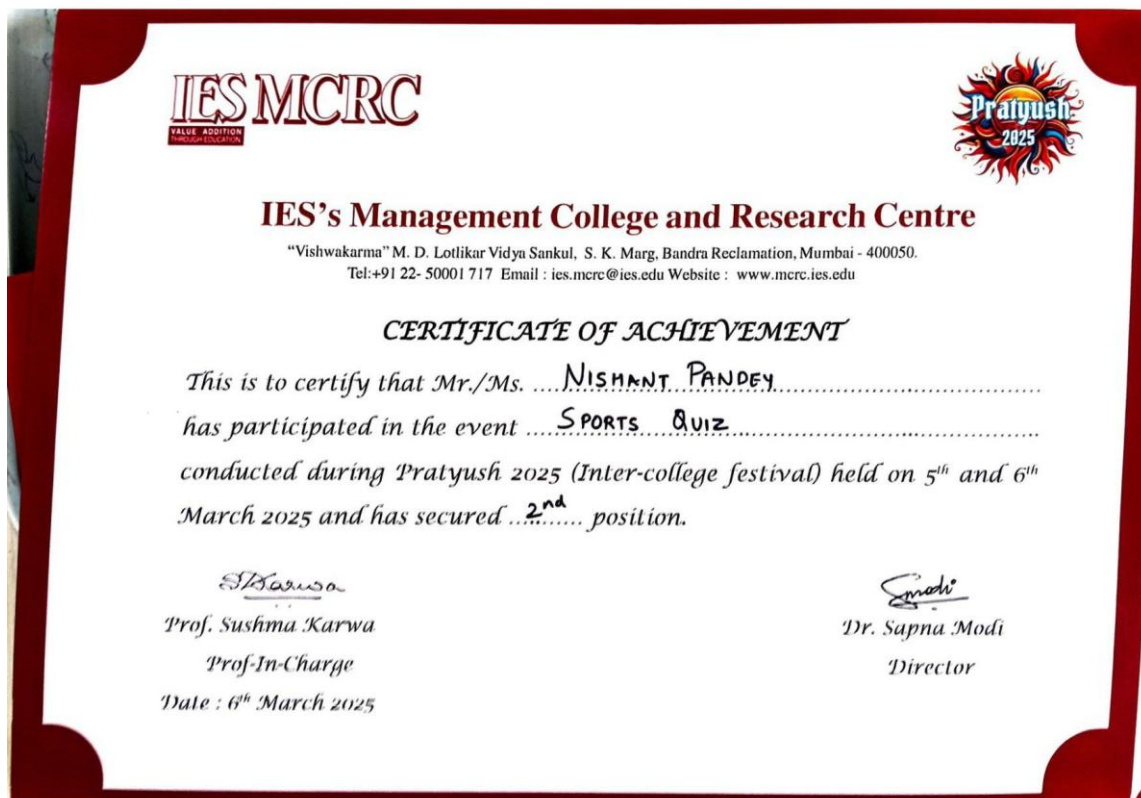 IES MCRC
VALUE ADDITION
THROUGH EDUCATION
Pratyush
2025
IES's Management College and Research Centre
"Vishwakarma" M. D. Lotlikar Vidya Sankul, S. K. Marg, Bandra Reclamation, Mumbai - 400050.
Tel:+91 22- 50001 717 Email : ies.mcrc@ies.edu Website : www.mcrc.ies.edu
CERTIFICATE OF ACHIEVEMENT
This is to certify that Mr./Ms. ....NISHANT PANDEY....................................
has participated in the event ....SPORTS QUIZ....................................
conducted during Pratyush 2025 (Inter-college festival) held on 5th and 6th
March 2025 and has secured ..2nd...... position.
SKarwa
Smodi
Prof. Sushma Karwa
Dr. Sapna Modi
Prof-In-Charge
Director
Date : 6th March 2025